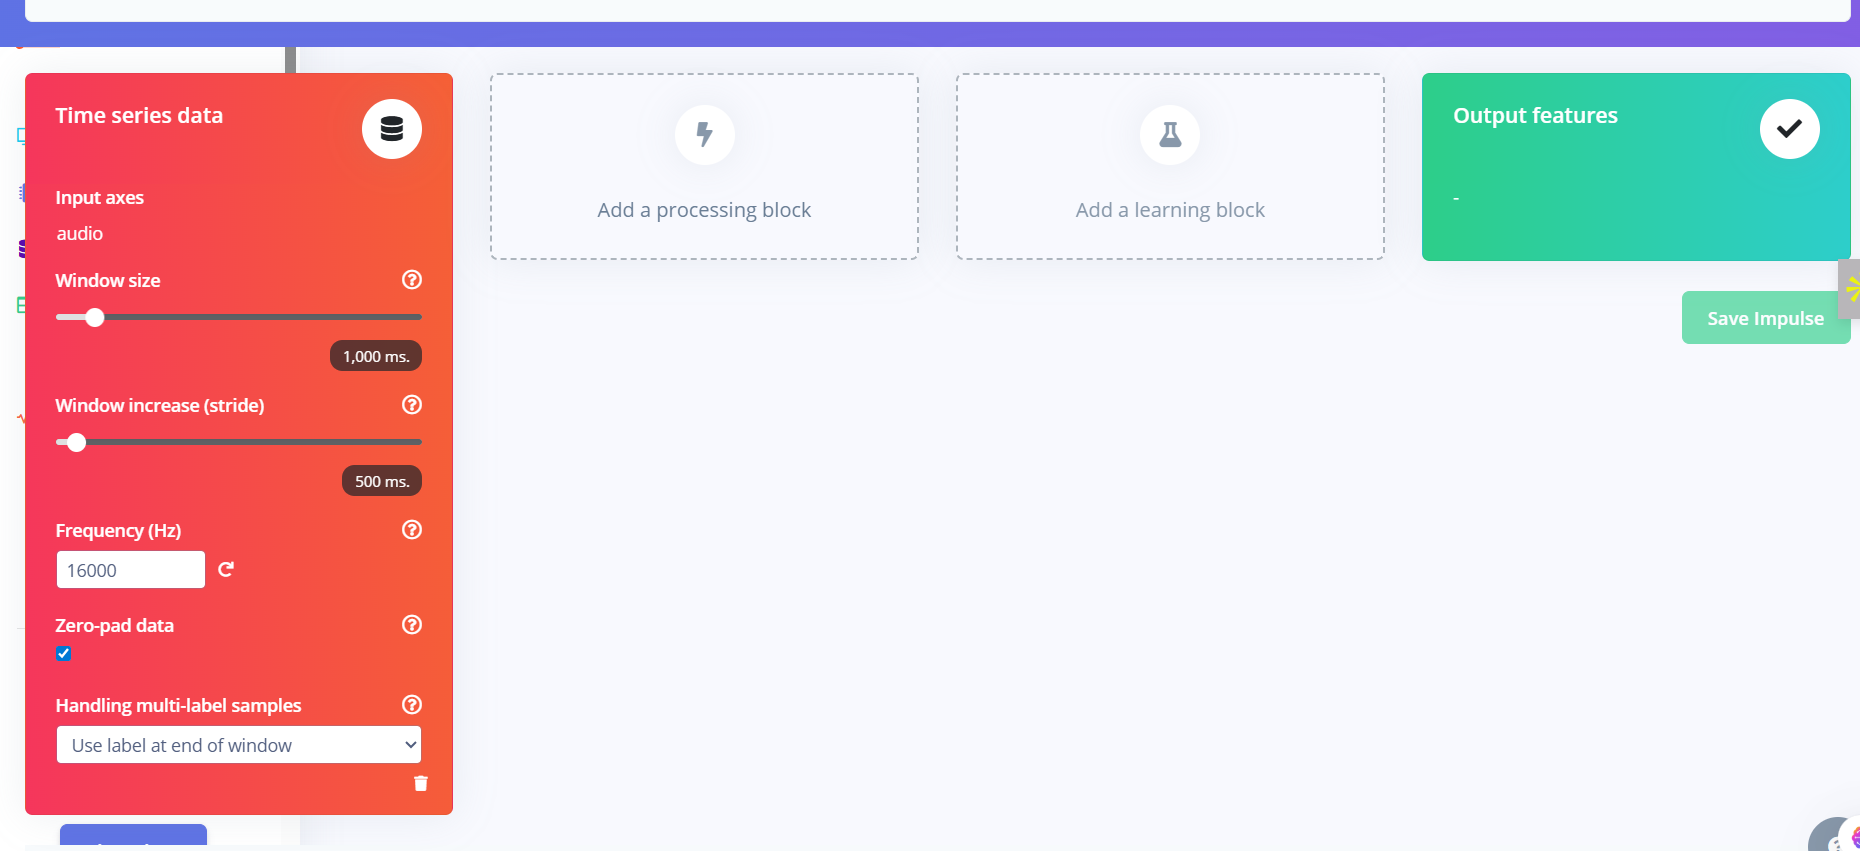 Time series data
Input axes
audio
Window size
1,000 ms.
Window increase (stride)
500 ms.
Frequency (Hz)
16000
Zero-pad data
Handling multi-label samples
Use label at end of window
Add a processing block
Add a learning block
Output features
-
Save Impulse